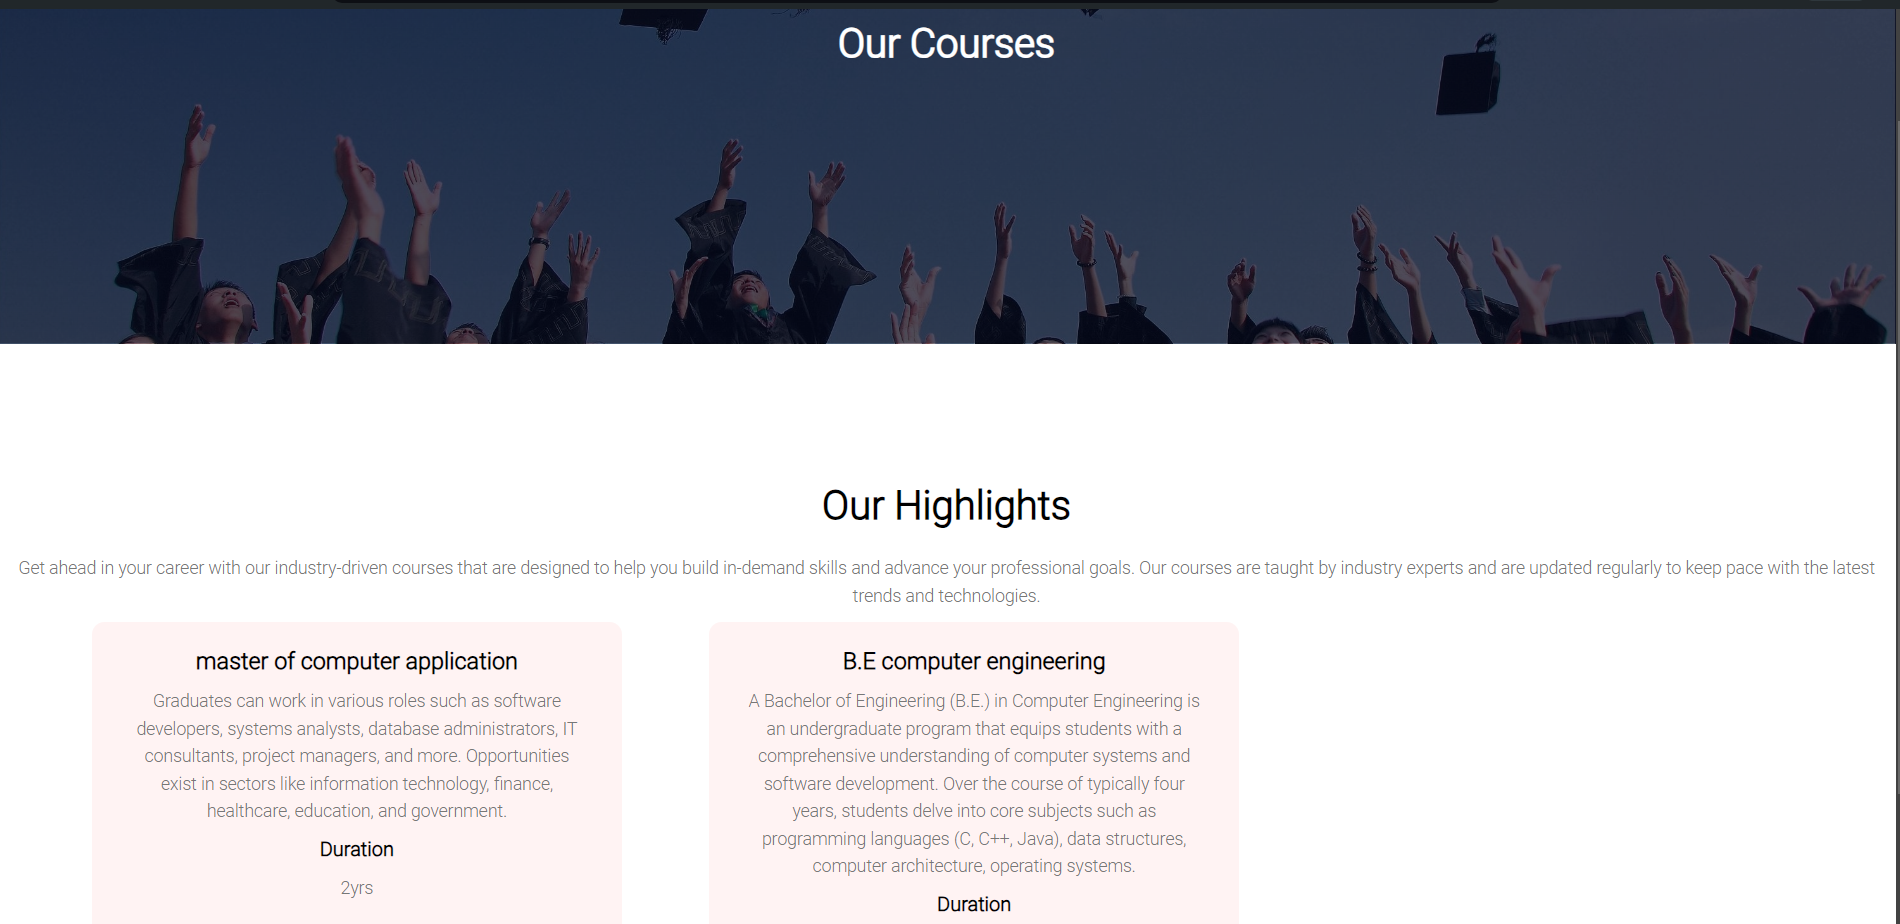 Our Courses
Our Highlights
Get ahead in your career with our industry-driven courses that are designed to help you build in-demand skills and advance your professional goals. Our courses are taught by industry experts and are updated regularly to keep pace with the latest
trends and technologies.
master of computer application
Graduates can work in various roles such as software
developers, systems analysts, database administrators, IT
consultants, project managers, and more. Opportunities
exist in sectors like information technology, finance,
healthcare, education, and government.
Duration
2yrs
B.E computer engineering
A Bachelor of Engineering (B.E.) in Computer Engineering is
an undergraduate program that equips students with a
comprehensive understanding of computer systems and
software development. Over the course of typically four
years, students delve into core subjects such as
programming languages (C, C++, Java), data structures,
computer architecture, operating systems.
Duration